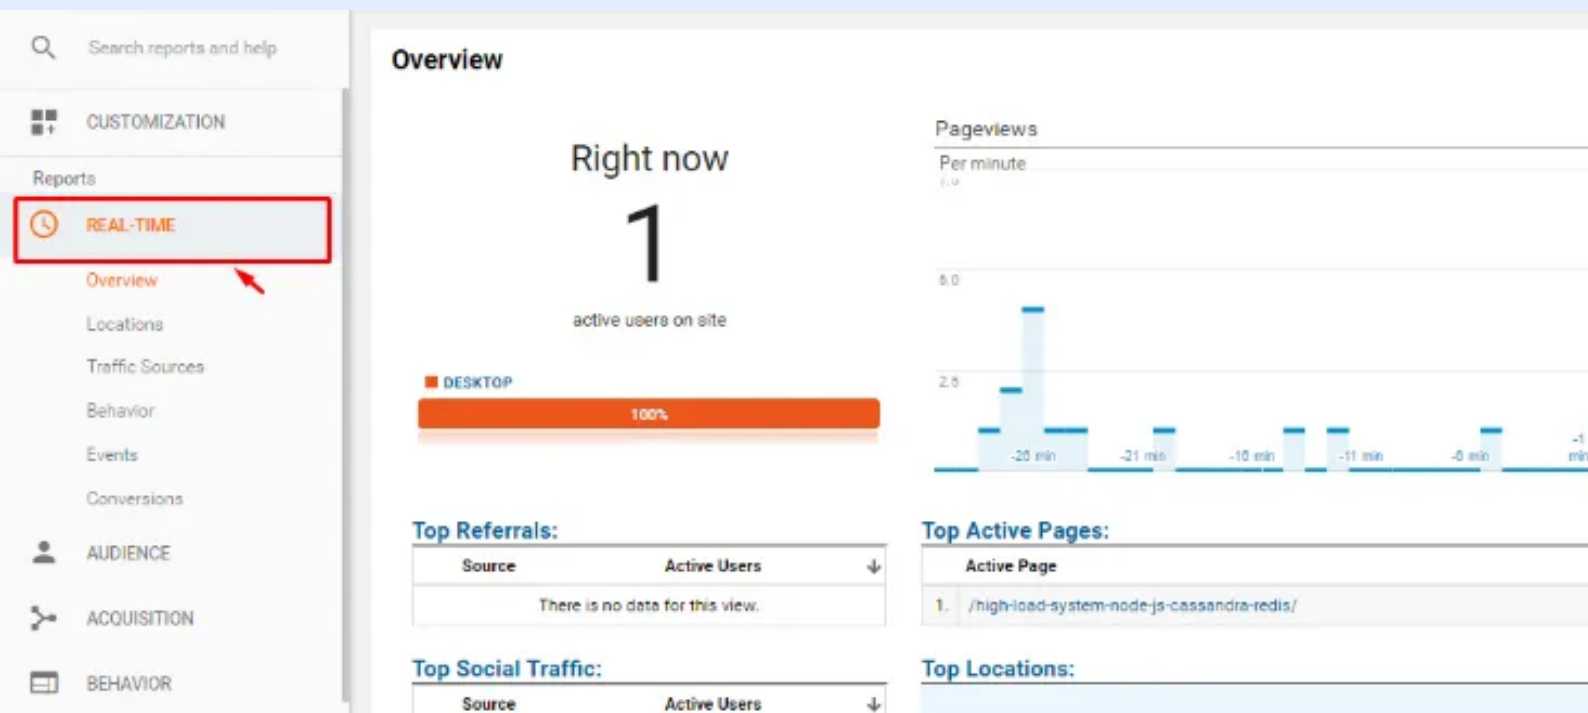 Search reports and help
CUSTOMIZATION
Reports
REAL-TIME
Overview
Locations
Traffic Sources
Behavior
Events
Conversions
AUDIENCE
ACQUISITION
BEHAVIOR
Overview
Right now
1
active users on site
DESKTOP
100%
Pageviews
Per minute
5.0
2.5
-26 min
-21 min
-16 min
-11 min
-6 min
-1
min
Top Referrals:
Source Active Users
There is no data for this view.
Top Active Pages:
Active Page
1. /high-load-system-node-js-cassandra-redis/
Top Social Traffic:
Source Active Users
Top Locations: